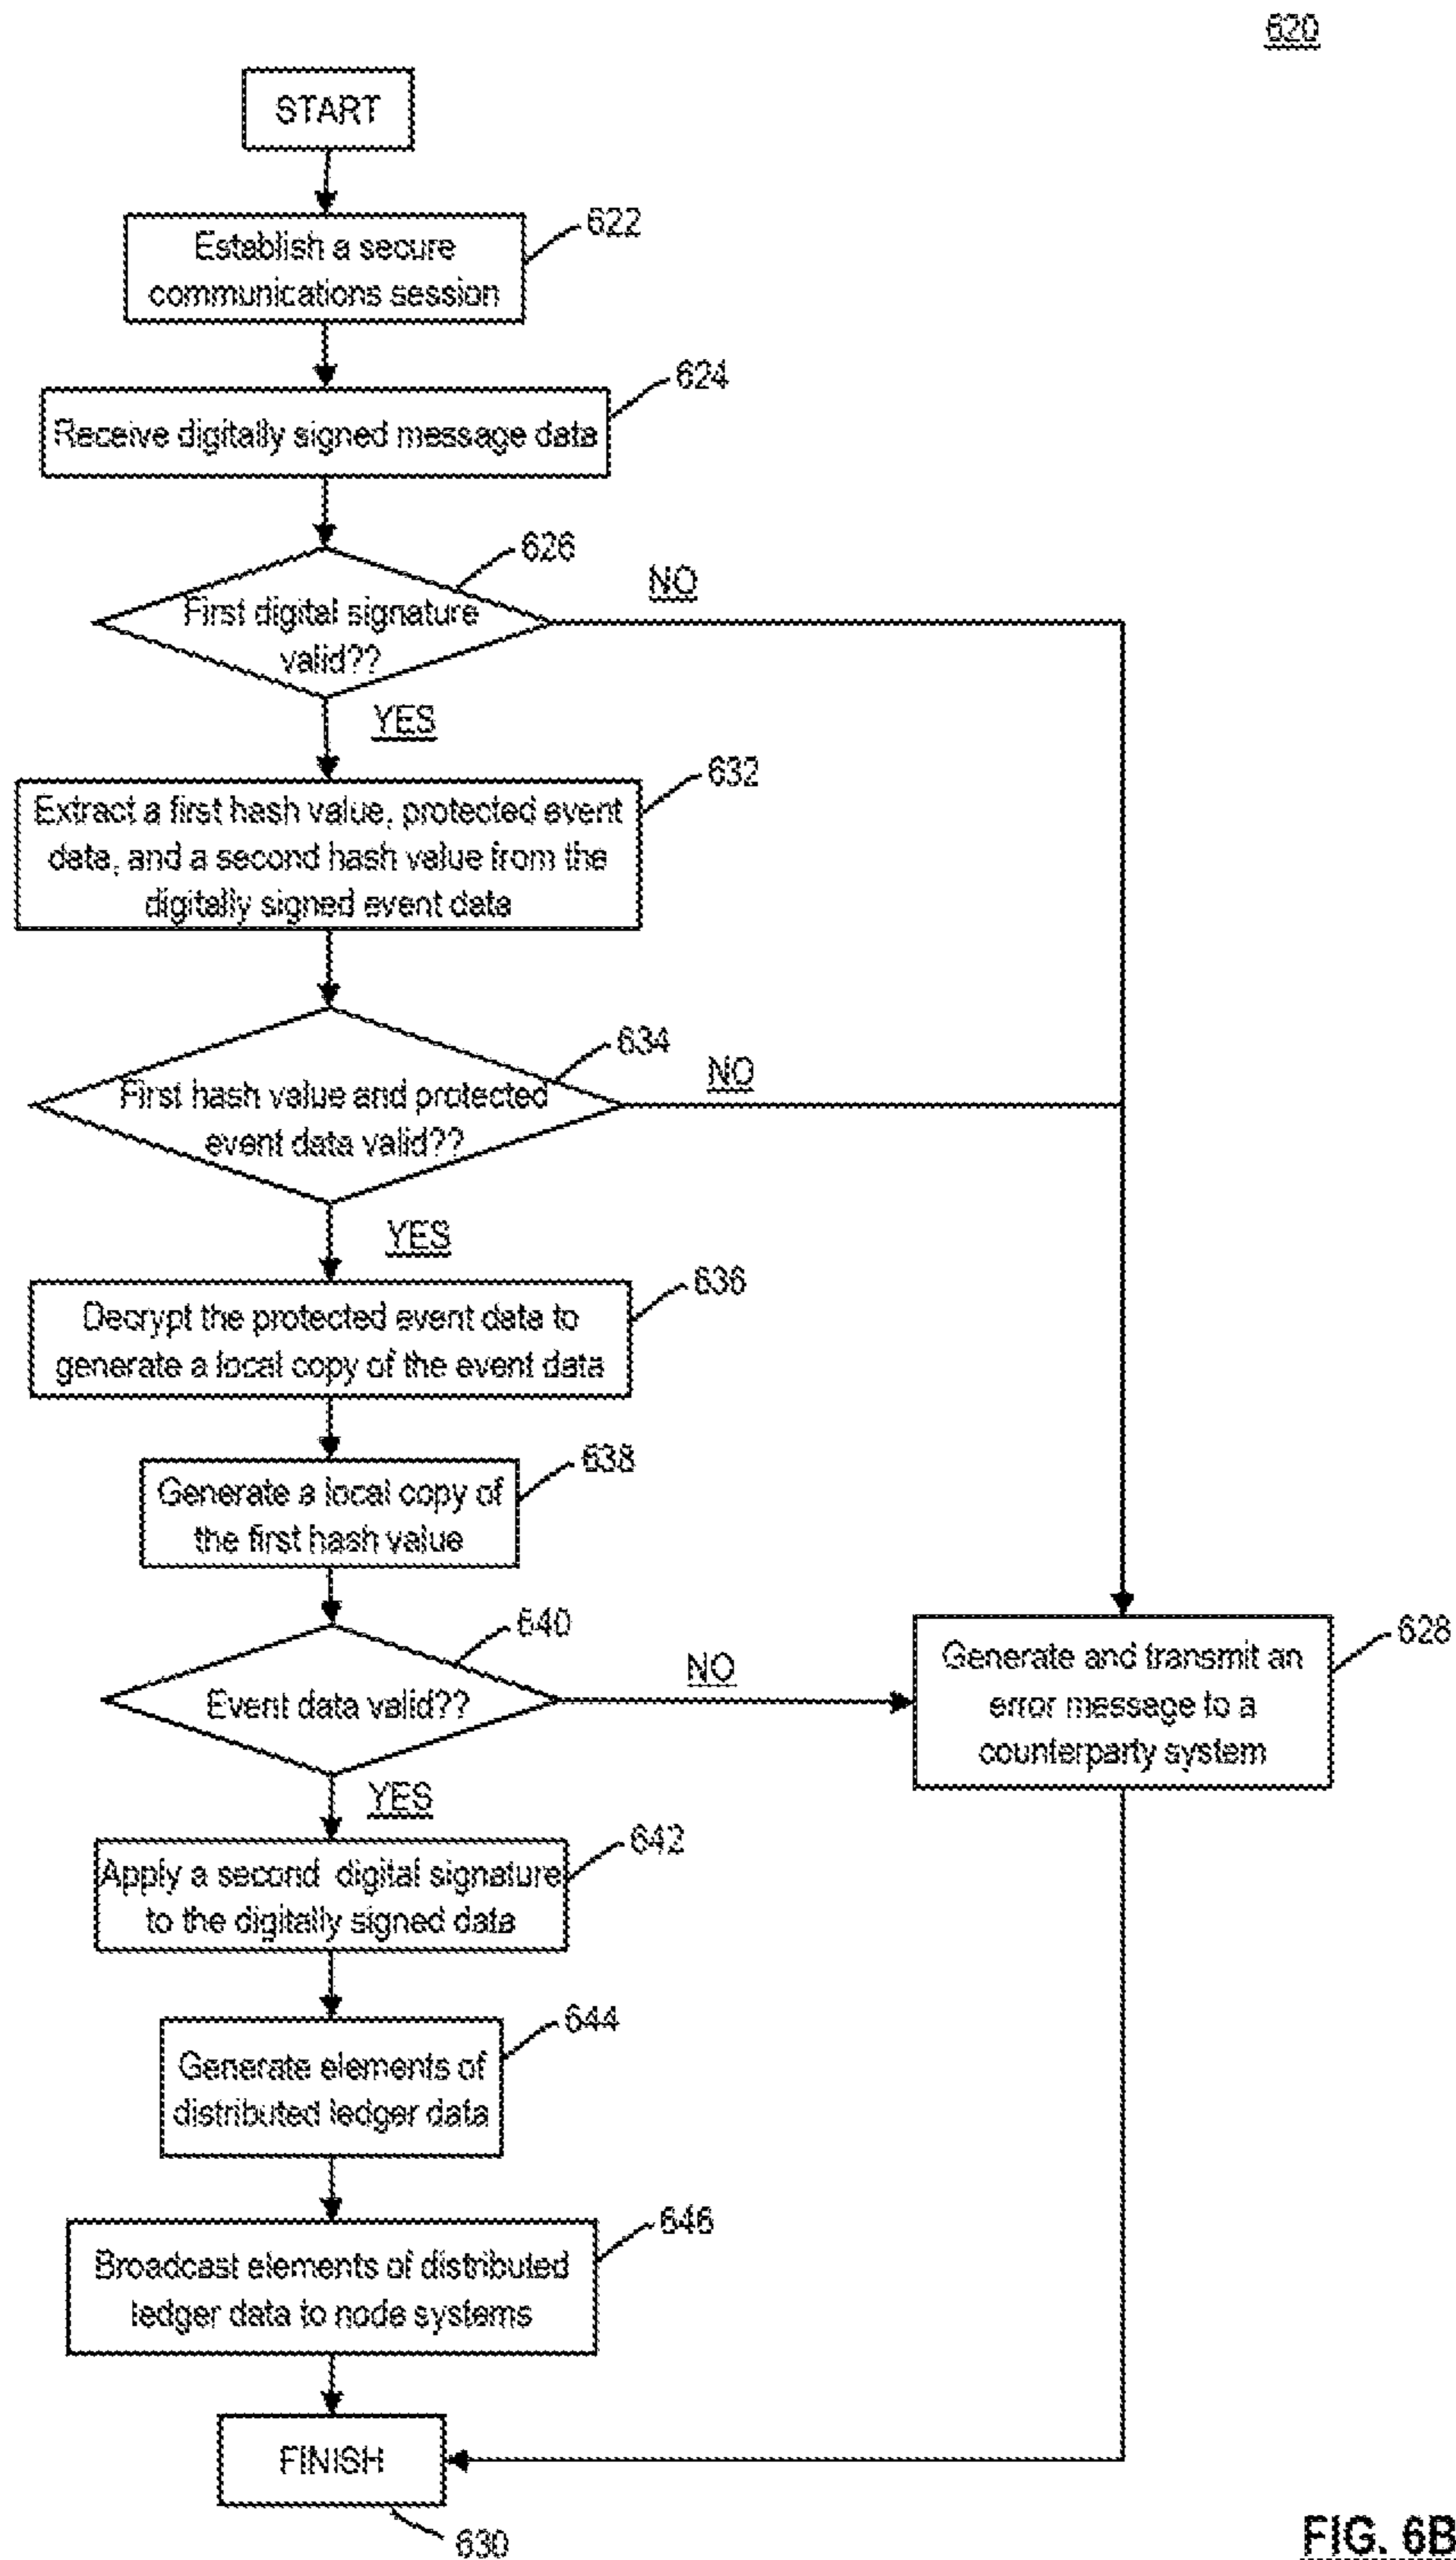 620
START
Establish a secure
communications session
622
Receive digitally signed message data
624
First digital signature
valid??
626
NO
YES
Extract a first hash value, protected event
data, and a second hash value from the
digitally signed event data
632
First hash value and protected
event data valid??
634
NO
YES
Decrypt the protected event data to
generate a local copy of the event data
636
Generate a local copy of
the first hash value
638
Event data valid??
640
NO
YES
Generate and transmit an
error message to a
counterparty system
628
Apply a second digital signature
to the digitally signed data
642
Generate elements of
distributed ledger data
644
Broadcast elements of distributed
ledger data to node systems
646
FINISH
630
FIG. 6B